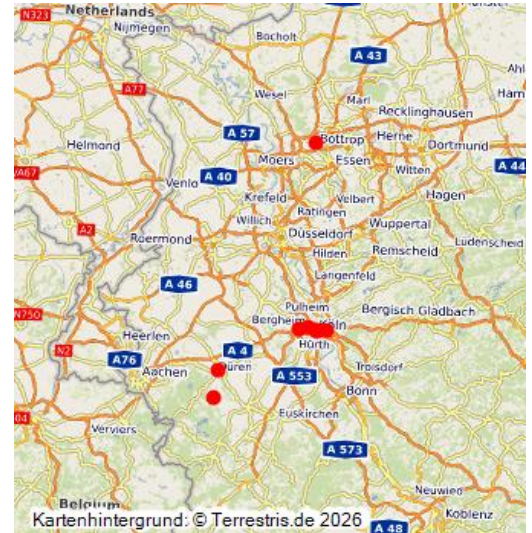 N323
Netherlands
Nijmegen
Bocholt
A 43
A77
Wesel
Marl
Recklinghausen
Ahl
Ham
A 57
Bottrop
Herne
Dortmund
Helmond
Moers
Essen
A 44
A 40
Witten
VA67
Venlo
Krefeld
Velbert
Hagen
Willich
Ratingen
A2
Düsseldorf
Wuppertal
Roermond
Lüdenscheid
Hilden
Remscheid
A 46
Langenfeld
Pulheim
Bergisch Gladbach
N750
Bergheim
Köln
Heerlen
N2
A 4
Hürth
A76
Düren
Troisdorf
Aachen
A 553
Bonn
Euskirchen
Verviers
A 573
Neuwied
Belgium
Koblenz
Kartenhintergrund: © Terrestris.de 2026
A 48